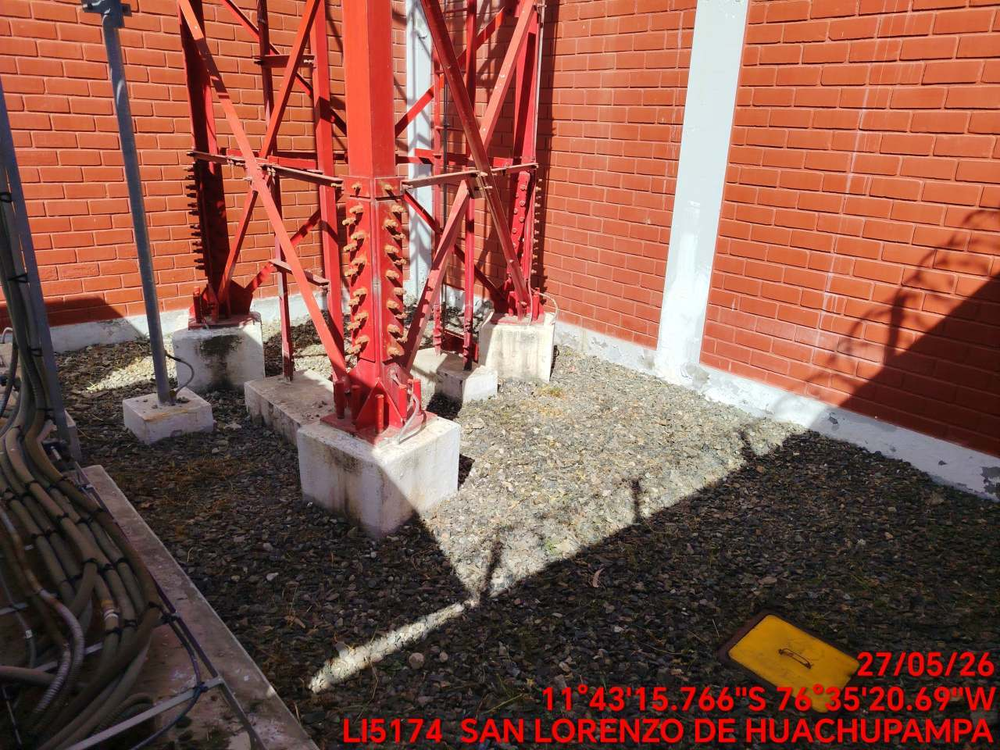 27/05/26
11°43'15.766"S 76°35'20.69"W
LI5174 SAN LORENZO DE HUACHUPAMPA